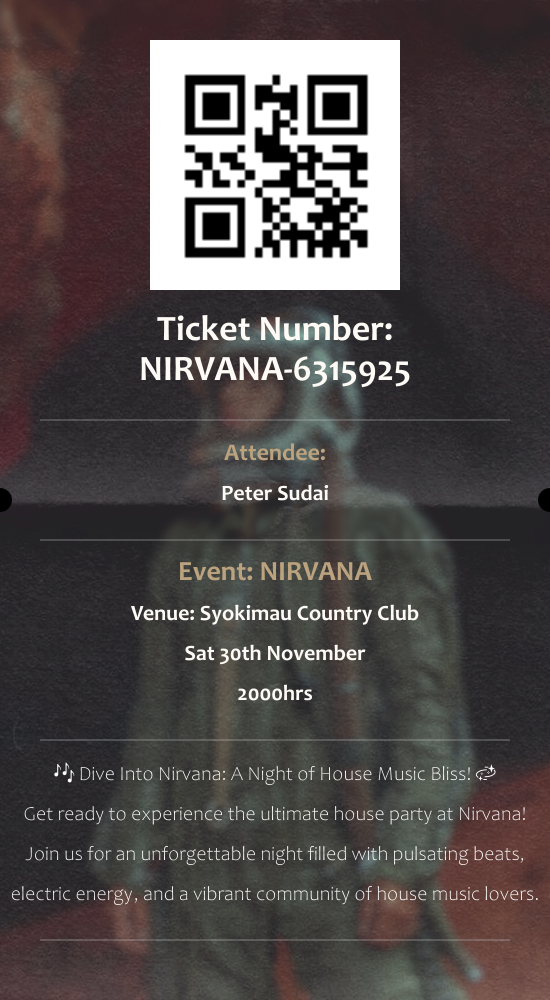 Ticket Number:
NIRVANA-6315925
Attendee:
Peter Sudai
Event: NIRVANA
Venue: Syokimau Country Club
Sat 30th November
2000hrs
🎶 Dive Into Nirvana: A Night of House Music Bliss! 💫
Get ready to experience the ultimate house party at Nirvana!
Join us for an unforgettable night filled with pulsating beats,
electric energy, and a vibrant community of house music lovers.